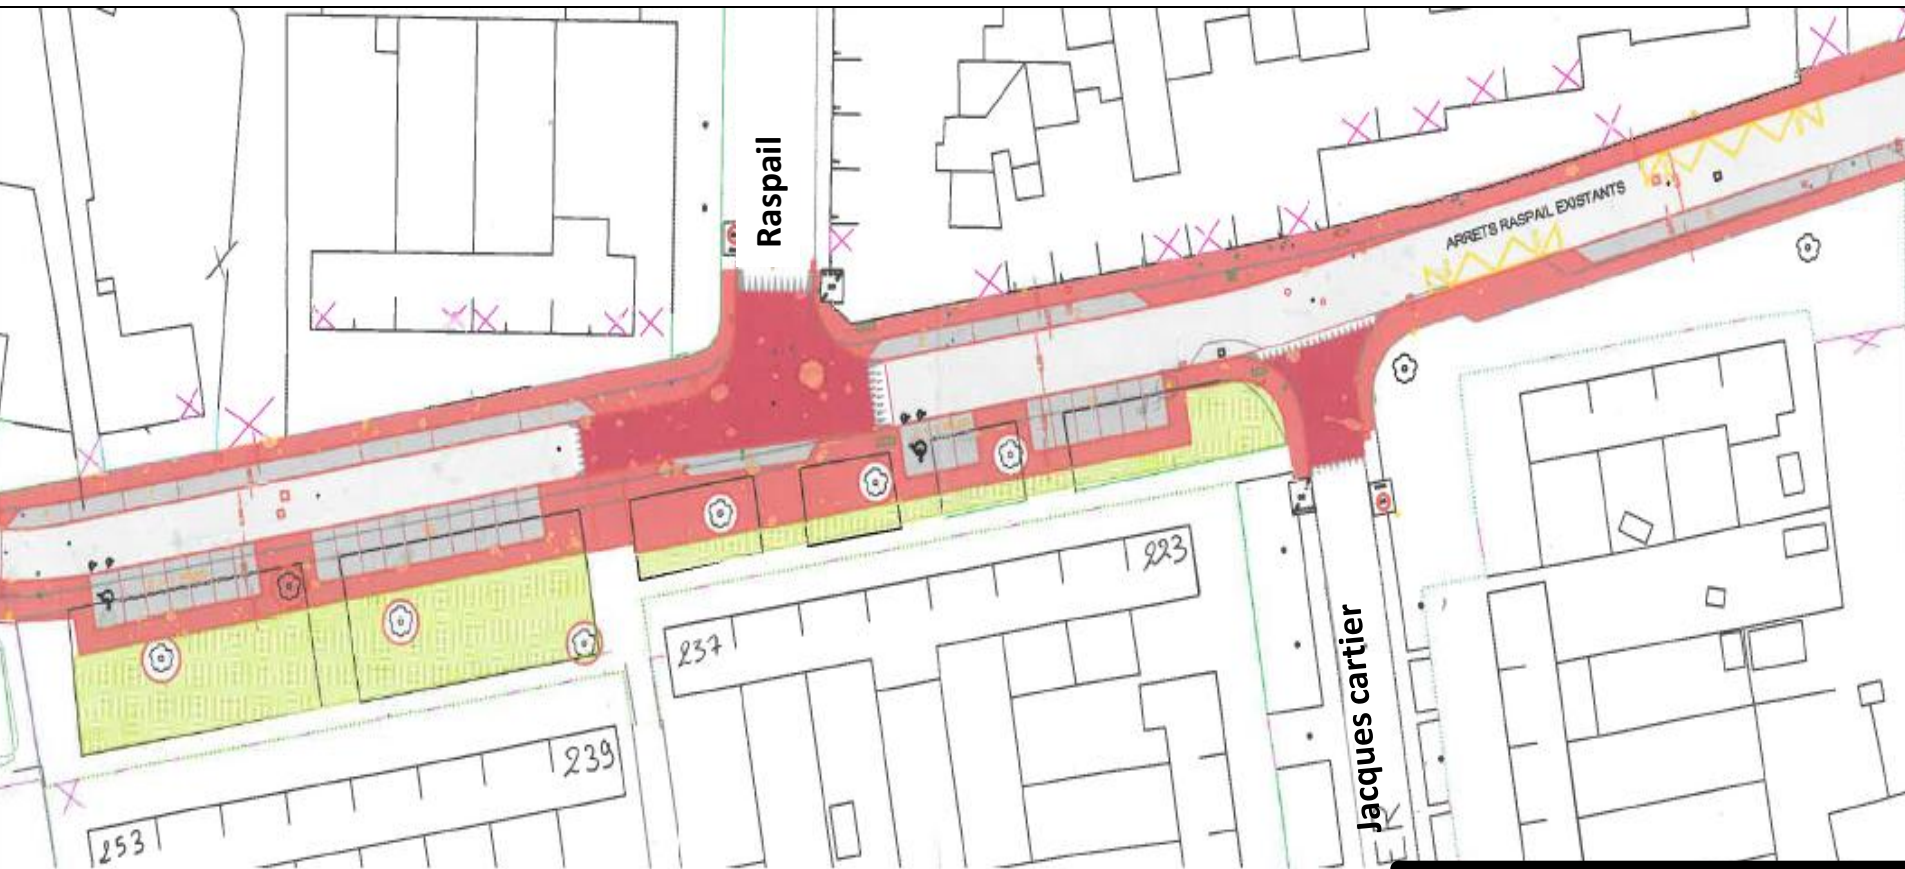 Raspail
ARRETS RASPAIL EXISTANTS
223
237
Jacques cartier
239
253